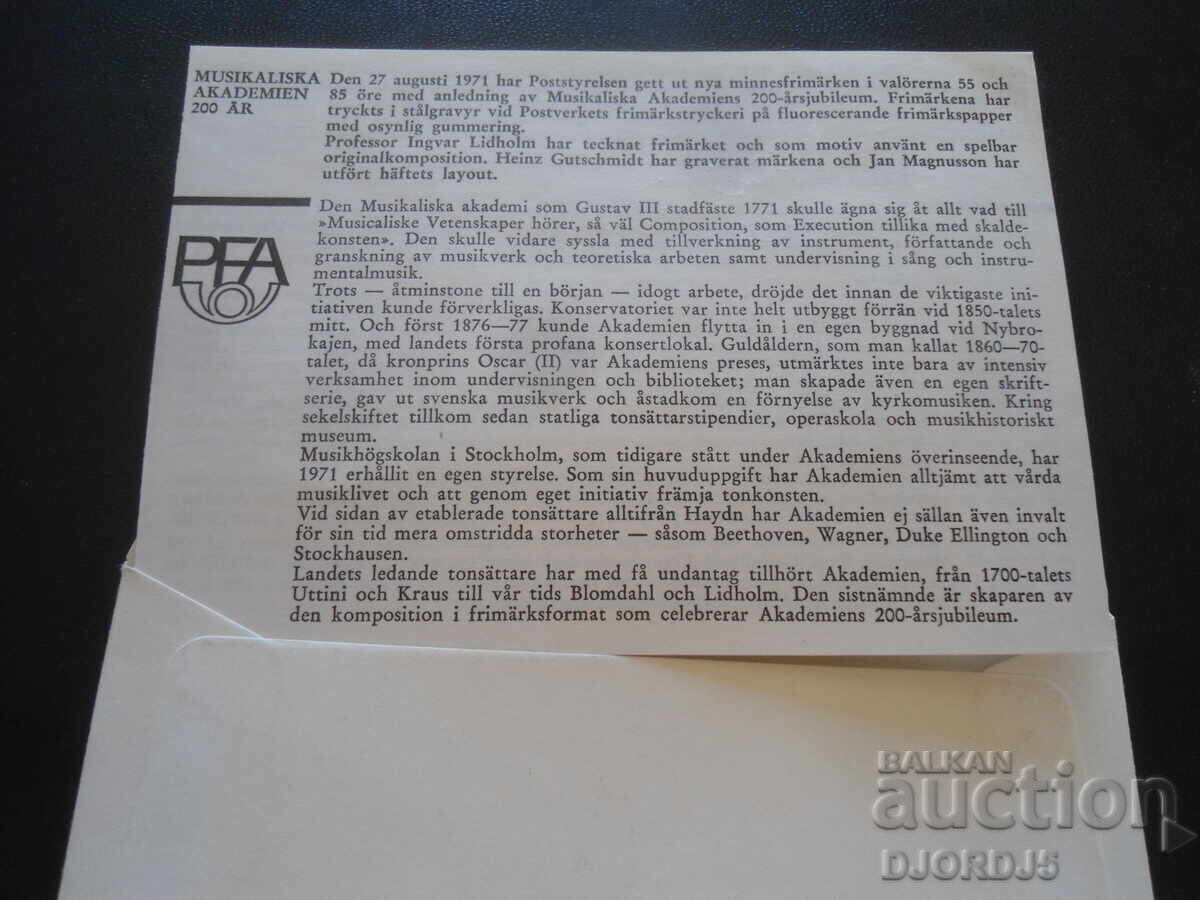 MUSIKALISKA
AKADEMIEN
200 ÅR
Den 27 augusti 1971 har Poststyrelsen gett ut nya minnesfrimärken i valörerna 55 och
85 öre med anledning av Musikaliska Akademiens 200-årsjubileum. Frimärkena har
tryckts i stålgravyr vid Postverkets frimärkstryckeri på fluorescerande frimärkspapper
med osynlig gummering.
Professor Ingvar Lidholm har tecknat frimärket och som motiv använt en spelbar
originalkomposition. Heinz Gutschmidt har graverat märkena och Jan Magnusson har
utfört häftets layout.
PFA
Den Musikaliska akademi som Gustav III stadfäste 1771 skulle ägna sig åt allt vad till
»Musicaliske Vetenskaper hörer, så väl Composition, som Execution tillika med skalde-
konsten». Den skulle vidare syssla med tillverkning av instrument, författande och
granskning av musikverk och teoretiska arbeten samt undervisning i sång och instru-
mentalmusik.
Trots — åtminstone till en början — idogt arbete, dröjde det innan de viktigaste ini-
tiativen kunde förverkligas. Konservatoriet var inte helt utbyggt förrän vid 1850-talets
mitt. Och först 1876—77 kunde Akademien flytta in i en egen byggnad vid Nybro-
kajen, med landets första profana konsertlokal. Guldåldern, som man kallat 1860—70-
talet, då kronprins Oscar (II) var Akademiens preses, utmärktes inte bara av intensiv
verksamhet inom undervisningen och biblioteket; man skapade även en egen skrift-
serie, gav ut svenska musikverk och åstadkom en förnyelse av kyrkomusiken. Kring
sekelskiftet tillkom sedan statliga tonsättarstipendier, operaskola och musikhistoriskt
museum.
Musikhögskolan i Stockholm, som tidigare stått under Akademiens överinseende, har
1971 erhållit en egen styrelse. Som sin huvuduppgift har Akademien alltjämt att vårda
musiklivet och att genom eget initiativ främja tonkonsten.
Vid sidan av etablerade tonsättare alltifrån Haydn har Akademien ej sällan även invalt
för sin tid mera omstridda storheter — såsom Beethoven, Wagner, Duke Ellington och
Stockhausen.
Landets ledande tonsättare har med få undantag tillhört Akademien, från 1700-talets
Uttini och Kraus till vår tids Blomdahl och Lidholm. Den sistnämnde är skaparen av
den komposition i frimärksformat som celebrerar Akademiens 200-årsjubileum.
BALKAN
auction
DJORDJ5